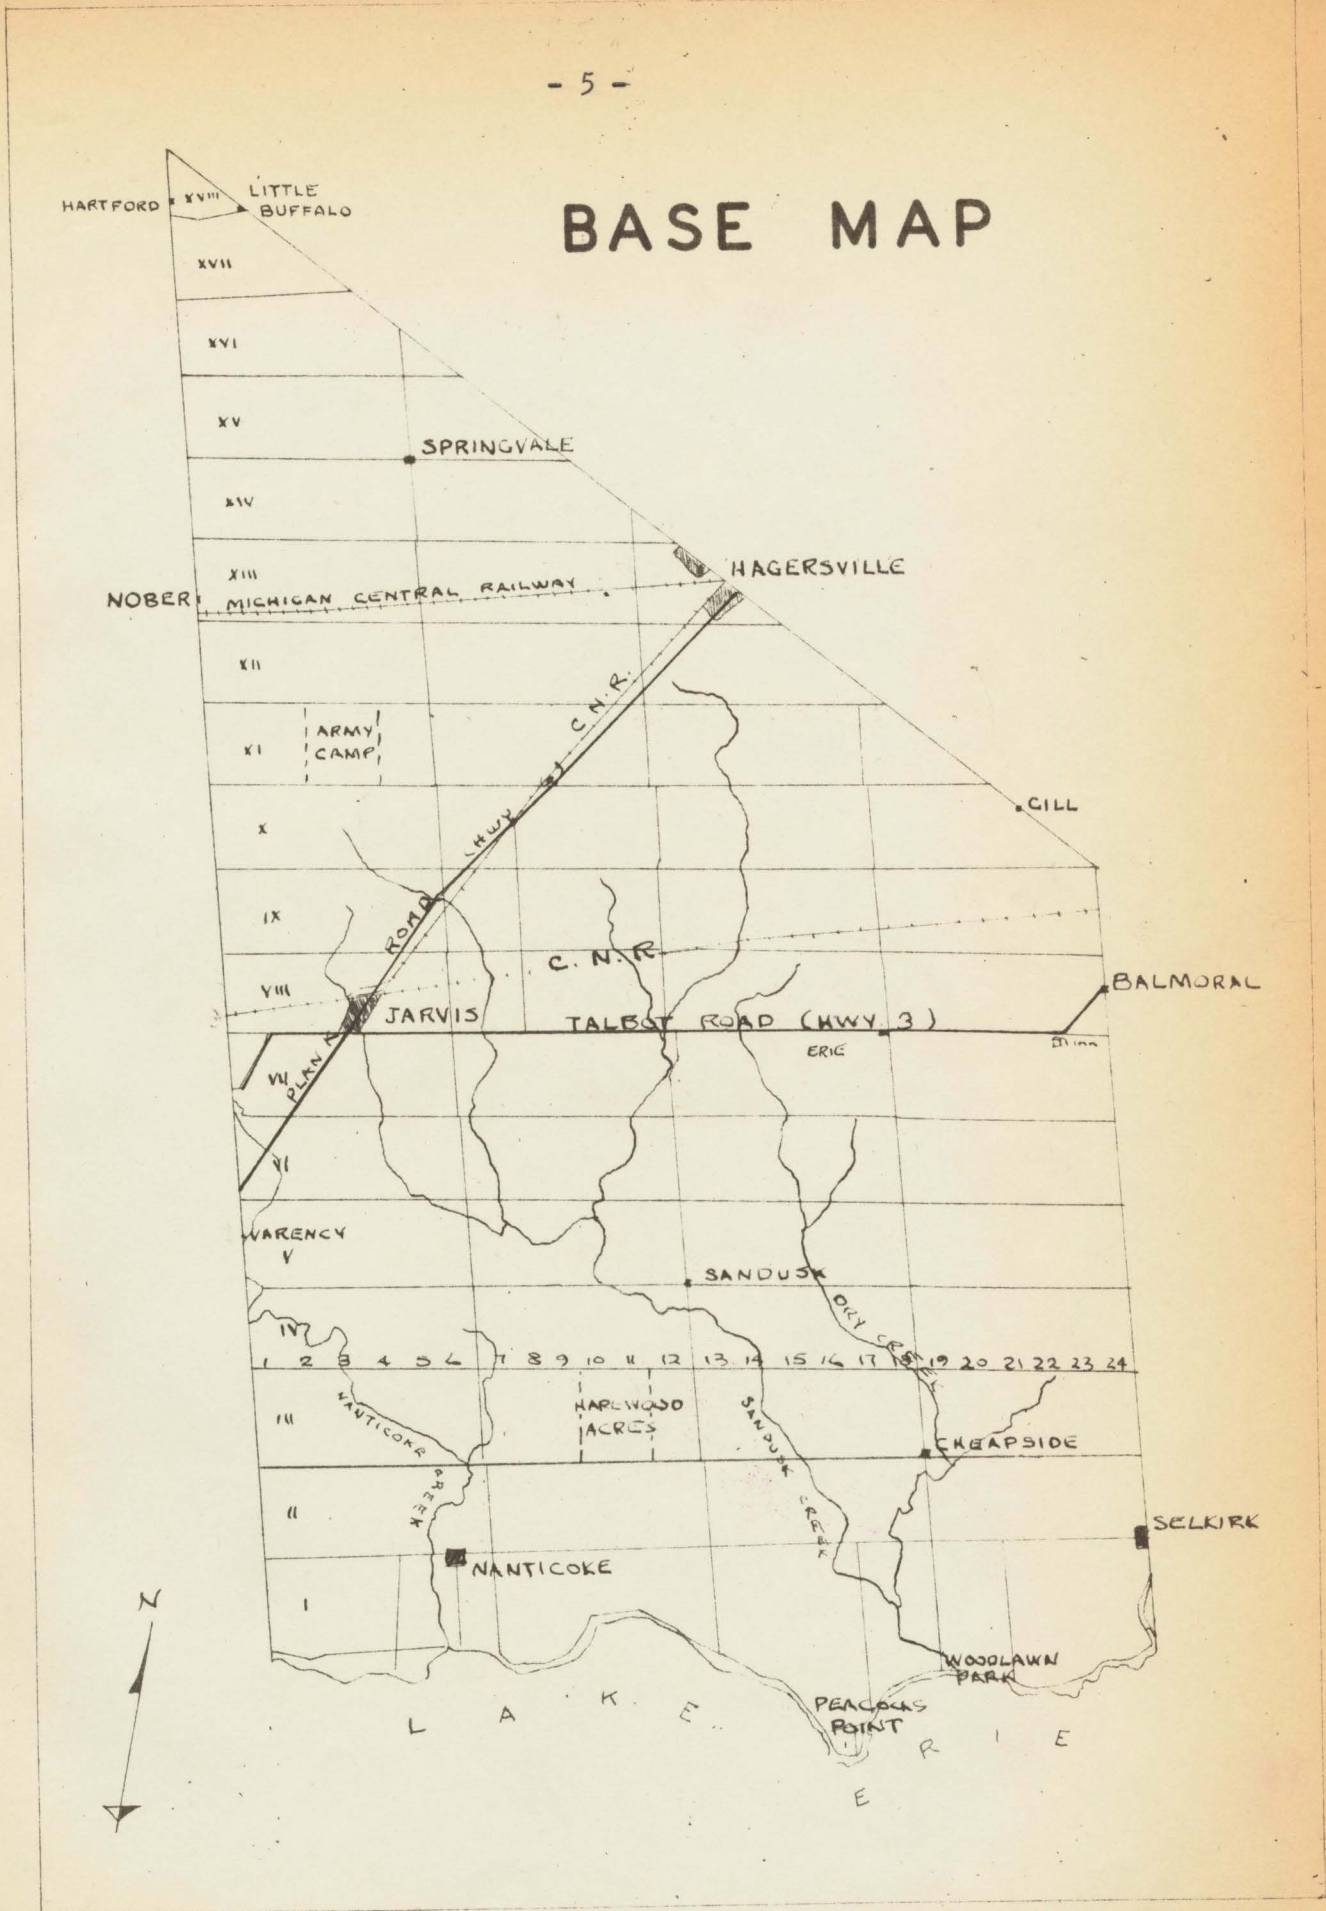 - 5 -
BASE MAP
HARTFORD
XVIII
LITTLE
BUFFALO
XVII
XVI
XV
SPRINGVALE
XIV
XIII
HAGERSVILLE
NOBER
MICHIGAN CENTRAL RAILWAY
XII
C.N.R.
XI
ARMY
CAMP
X
GILL
PLANK ROAD (HWY 6)
IX
C.N.R.
VIII
BALMORAL
JARVIS
TALBOT ROAD (HWY 3)
ERIE
VII
VI
VARENCY
V
SANDUSK
DRY CREEK
IV
1 2 3 4 5 6 7 8 9 10 11 12 13 14 15 16 17 18 19 20 21 22 23 24
III
NANTICOKE CREEK
HARLWOOD
ACRES
SANDUSK CREEK
CHEAPSIDE
II
SELKIRK
NANTICOKE
I
N
WOODLAWN
PARK
PEACOCKS
POINT
LAKE ERIE